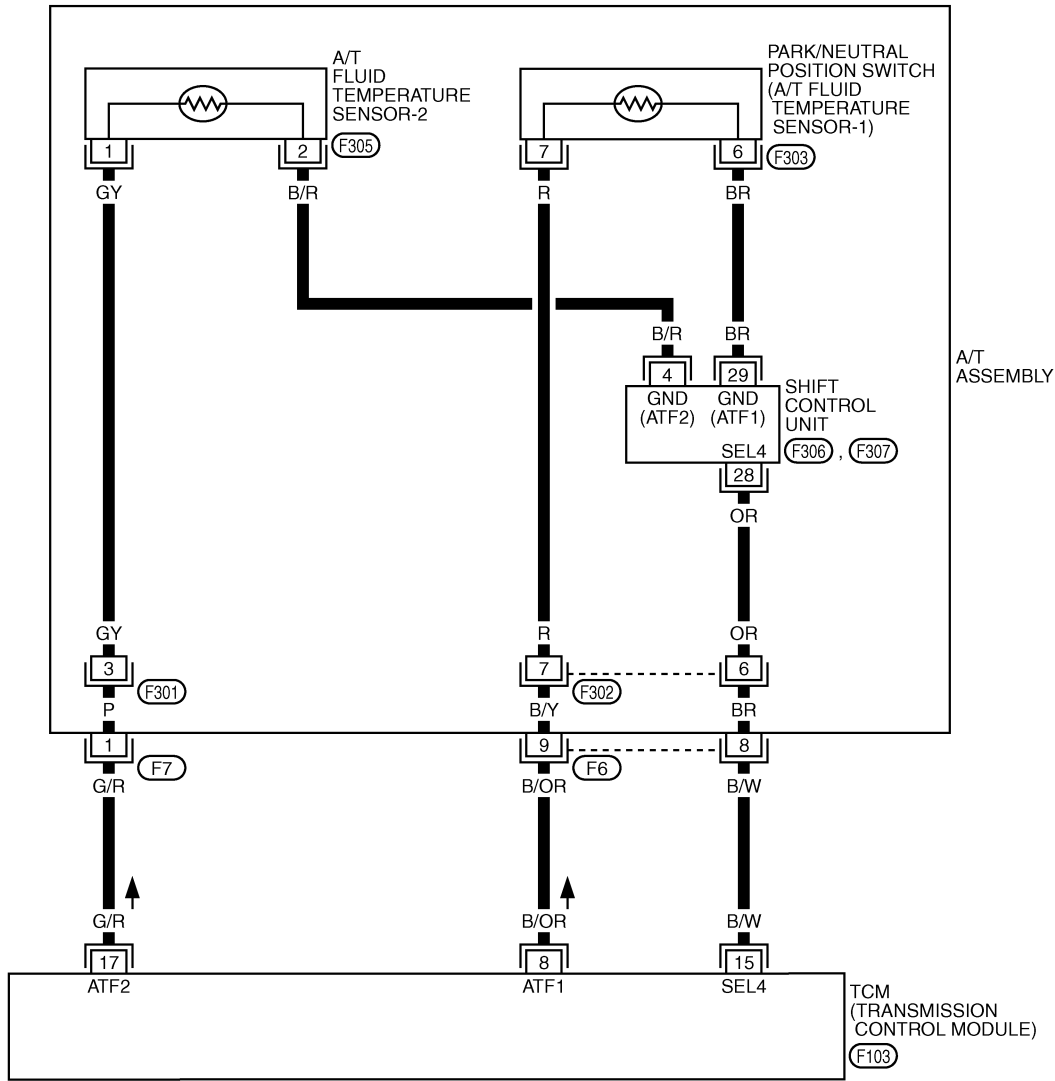 A/T
FLUID
TEMPERATURE
SENSOR-2
F305
PARK/NEUTRAL
POSITION SWITCH
(A/T FLUID
TEMPERATURE
SENSOR-1)
F303
1 2 7 6
GY B/R R BR
B/R BR
4 29
GND GND
(ATF2) (ATF1)
SEL4
SHIFT
CONTROL
UNIT
F306 , F307
A/T
ASSEMBLY
28
OR
GY R OR
3 7 6
F301 F302
P B/Y BR
1 9 8
F7 F6
G/R B/OR B/W
G/R B/OR B/W
17 8 15
ATF2 ATF1 SEL4
TCM
(TRANSMISSION
CONTROL MODULE)
F103